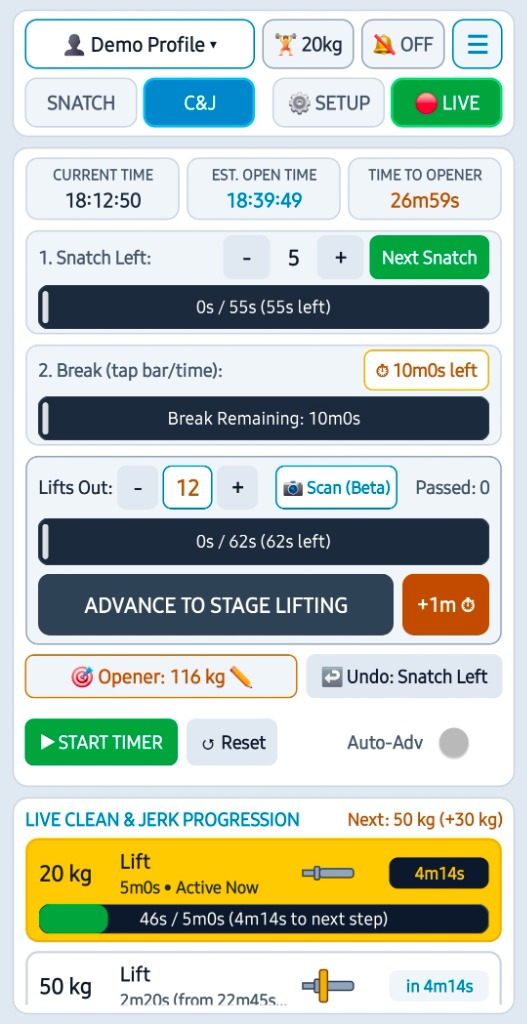 Demo Profile ▾
20kg
OFF
☰
SNATCH
C&J
SETUP
LIVE
CURRENT TIME
18:12:50
EST. OPEN TIME
18:39:49
TIME TO OPENER
26m59s
1. Snatch Left:
- 5 +
Next Snatch
0s / 55s (55s left)
2. Break (tap bar/time):
⏱ 10m0s left
Break Remaining: 10m0s
Lifts Out: - 12 +
Scan (Beta)
Passed: 0
0s / 62s (62s left)
ADVANCE TO STAGE LIFTING
+1m ⏱
Opener: 116 kg
Undo: Snatch Left
▶ START TIMER
↺ Reset
Auto-Adv
LIVE CLEAN & JERK PROGRESSION
Next: 50 kg (+30 kg)
20 kg
Lift
5m0s • Active Now
4m14s
46s / 5m0s (4m14s to next step)
50 kg
Lift
2m20s (from 22m45s...
in 4m14s